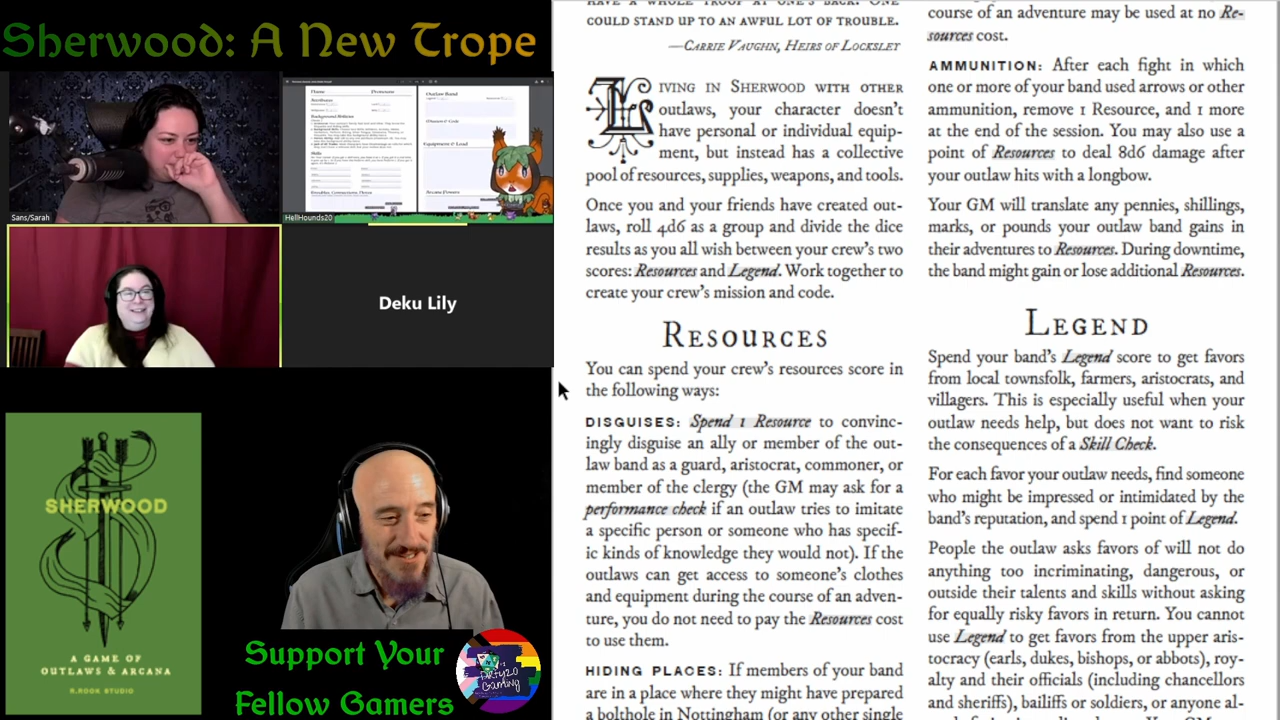 Sherwood: A New Trope
Sans/Sarah
Name
Pronouns
Attributes
Skills
Outlaw Band
Mission & Code
Equipment & Load
Arcane Powers
HellHounds20
Deku Lily
SHERWOOD
A GAME OF
OUTLAWS & ARCANA
R.ROOK STUDIO
Support Your
Fellow Gamers
Dirty20
Gaming
HAVE A WHOLE TROOP AT ONE'S BACK. ONE
COULD STAND UP TO AN AWFUL LOT OF TROUBLE.
—CARRIE VAUGHN, HEIRS OF LOCKSLEY
LIVING IN SHERWOOD WITH OTHER
outlaws, your character doesn't
have personal, individual equip-
ment, but instead has a collective
pool of resources, supplies, weapons, and tools.
Once you and your friends have created out-
laws, roll 4d6 as a group and divide the dice
results as you all wish between your crew's two
scores: Resources and Legend. Work together to
create your crew's mission and code.
RESOURCES
You can spend your crew's resources score in
the following ways:
DISGUISES: Spend 1 Resource to convinc-
ingly disguise an ally or member of the out-
law band as a guard, aristocrat, commoner, or
member of the clergy (the GM may ask for a
performance check if an outlaw tries to imitate
a specific person or someone who has specif-
ic kinds of knowledge they would not). If the
outlaws can get access to someone's clothes
and equipment during the course of an adven-
ture, you do not need to pay the Resources cost
to use them.
HIDING PLACES: If members of your band
are in a place where they might have prepared
a bolthole in Nottingham (or any other single
course of an adventure may be used at no Re-
sources cost.
AMMUNITION: After each fight in which
one or more of your band uses bows or other
ammunition weapons, lose 1 Resource, or 1 more
at the end of the session. You may also use a
point of Resources to deal 3d6 damage after
your outlaw hits with a longbow.
Your GM will translate any pennies, shillings,
marks, or pounds your outlaw band gains in
their adventures to Resources. During downtime,
the band might gain or lose additional Resources.
LEGEND
Spend your band's Legend score to get favors
from local townsfolk, farmers, aristocrats, and
villagers. This is especially useful when your
outlaw needs help, but does not want to risk
the consequences of a Skill Check.
For each favor your outlaw needs, find someone
who might be impressed or intimidated by the
band's reputation, and spend 1 point of Legend.
People the outlaw asks favors of will not do
anything too incriminating, dangerous, or
outside their talents and skills without asking
for equally risky favors in return. You cannot
use Legend to get favors from the upper aris-
tocracy (earls, dukes, bishops, or abbots), roy-
alty and their officials (including chancellors
and sheriffs), bailiffs or soldiers, or anyone al-